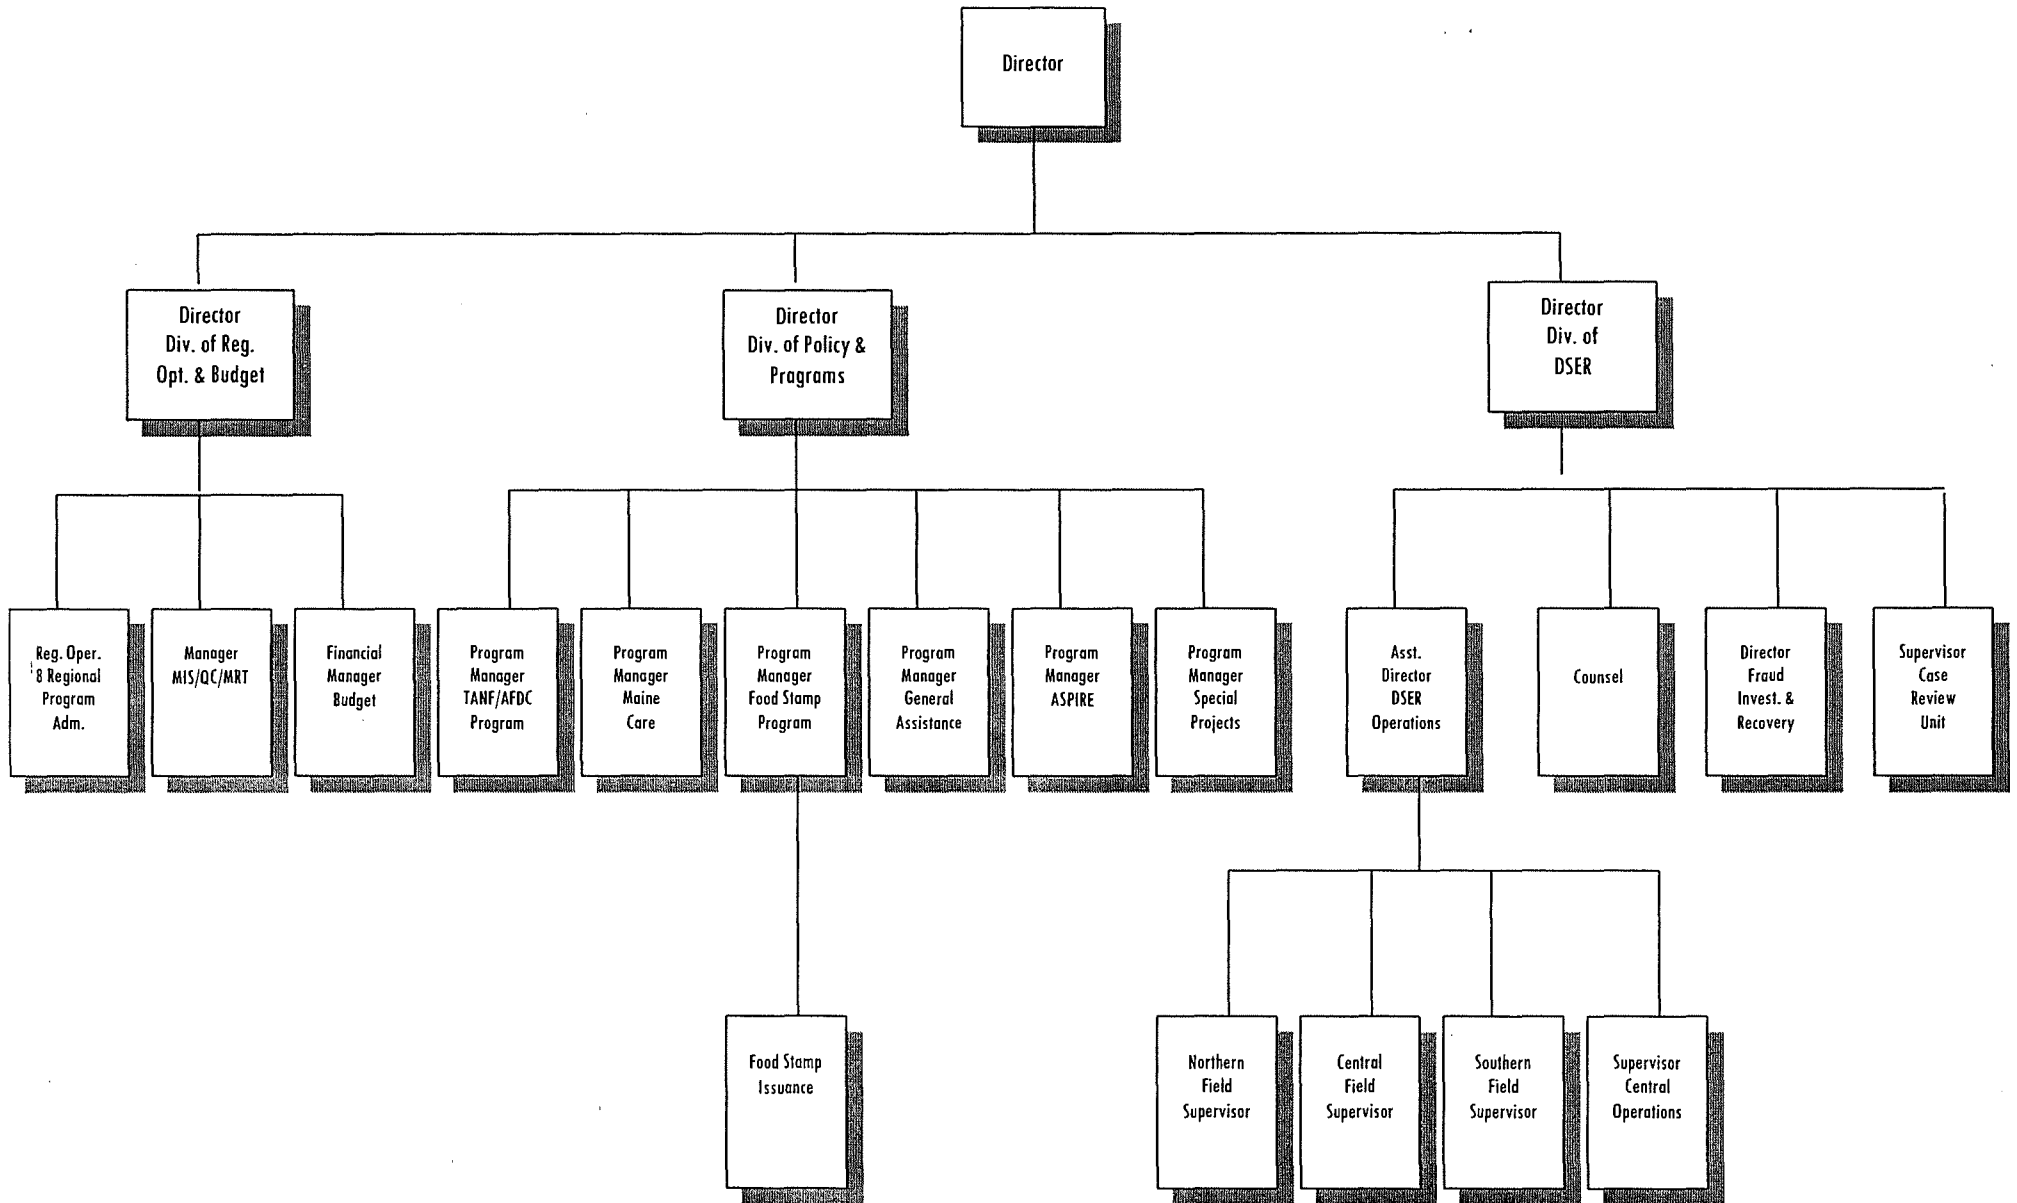 Director
Director
Div. of Reg.
Opt. & Budget
Director
Div. of Policy &
Pragrams
Director
Div. of
DSER
Reg. Oper.
8 Regional
Program
Adm.
Manager
MIS/QC/MRT
Financial
Manager
Budget
Program
Manager
TANF/AFDC
Program
Program
Manager
Maine
Care
Program
Manager
Food Stamp
Program
Program
Manager
General
Assistance
Program
Manager
ASPIRE
Program
Manager
Special
Projects
Asst.
Director
DSER
Operations
Counsel
Director
Fraud
Invest. &
Recovery
Supervisor
Case
Review
Unit
Food Stamp
Issuance
Northern
Field
Supervisor
Central
Field
Supervisor
Southern
Field
Supervisor
Supervisor
Central
Operations